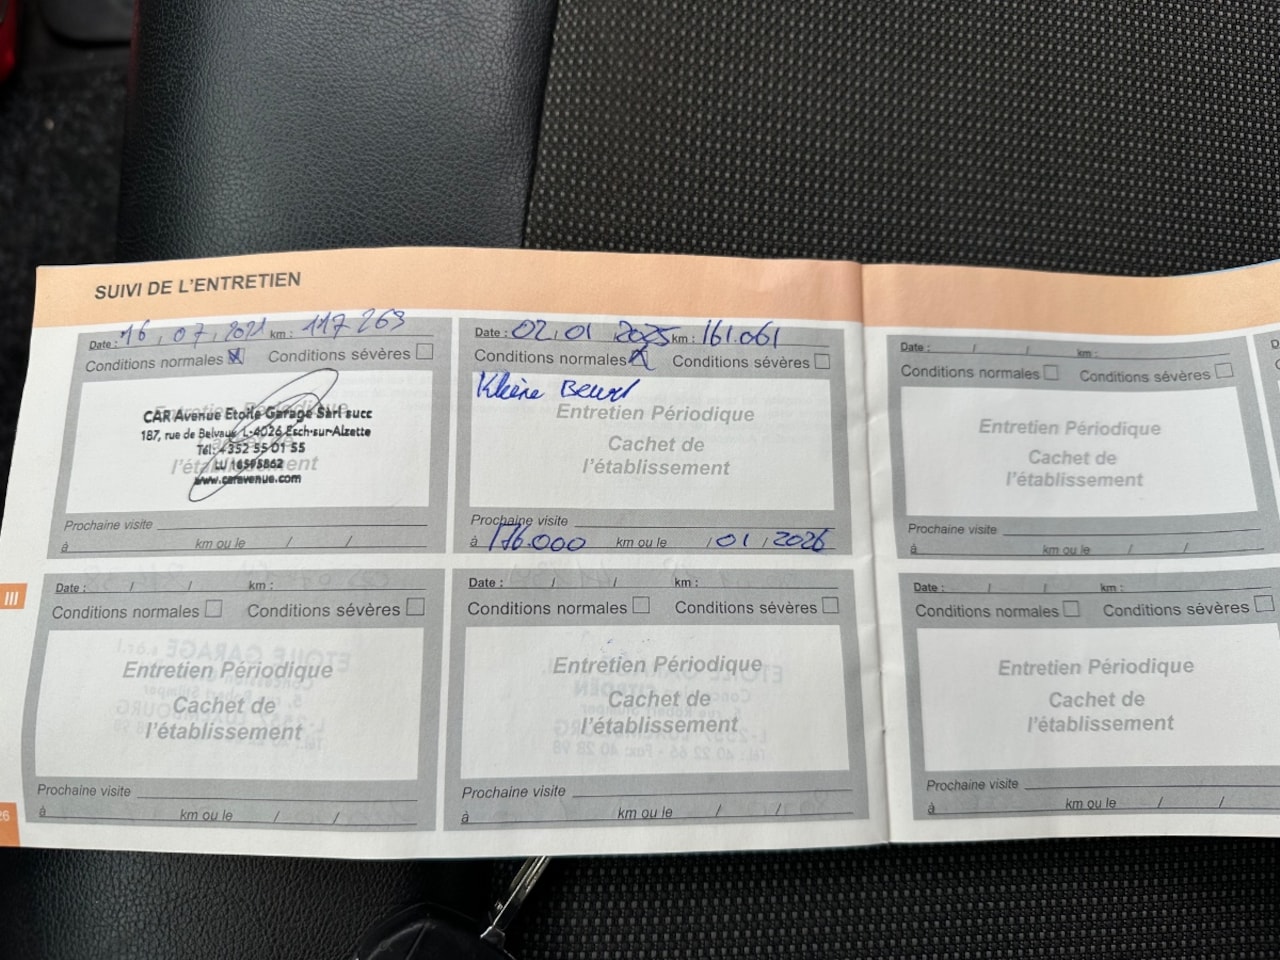 SUIVI DE L'ENTRETIEN
Date : 16 , 07 , 2021 km : 117 263
Conditions normales Conditions sévères
Entretien Périodique
CAR Avenue Etoile Garage Sàrl succ
187, rue de Belvaux L-4026 Esch-sur-Alzette
Tél: +352 55 01 55
LU 16595862
l'établissement
www.caravenue.com
Prochaine visite
à km ou le / /
Date : 02 , 01 2025 km : 161.061
Conditions normales Conditions sévères
Entretien Périodique
Cachet de
l'établissement
Prochaine visite
à 176.000 km ou le / 01 / 2026
Date : / / km :
Conditions normales Conditions sévères
Entretien Périodique
Cachet de
l'établissement
Prochaine visite
à km ou le / /
III
Date : / / km :
Conditions normales Conditions sévères
Entretien Périodique
Cachet de
l'établissement
Prochaine visite
à km ou le / /
Date : / / km :
Conditions normales Conditions sévères
Entretien Périodique
Cachet de
l'établissement
Prochaine visite
à km ou le / /
Date : / / km :
Conditions normales Conditions sévères
Entretien Périodique
Cachet de
l'établissement
Prochaine visite
à km ou le / /
26